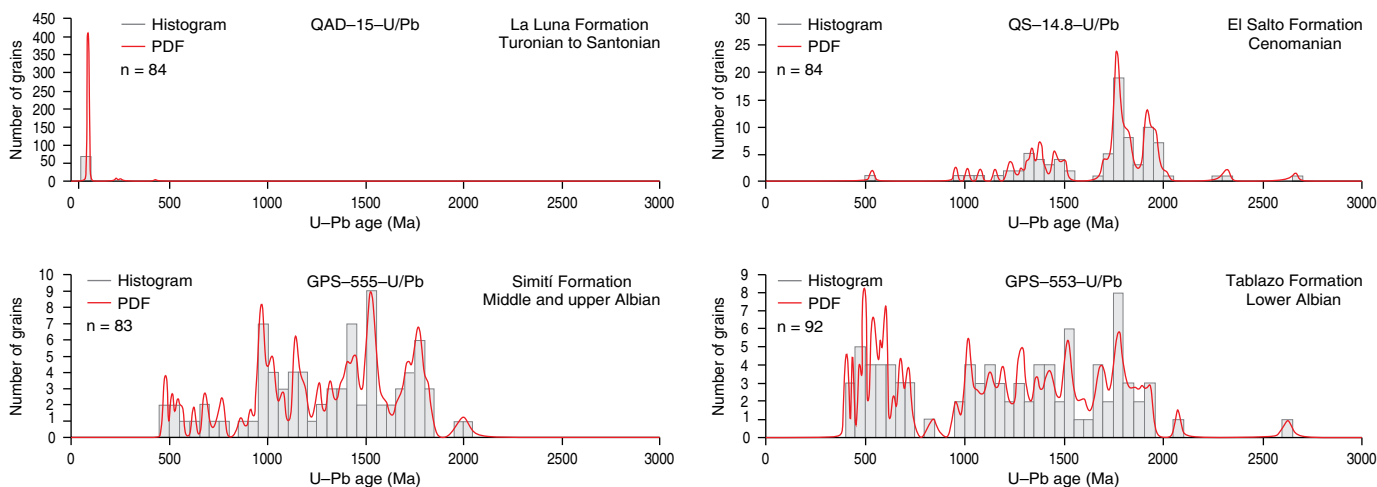 QAD–15–U/Pb
La Luna Formation
Turonian to Santonian
Histogram
PDF
n = 84
Number of grains
450
400
350
300
250
200
150
100
50
0
0 500 1000 1500 2000 2500 3000
U–Pb age (Ma)
QS–14.8–U/Pb
El Salto Formation
Cenomanian
Histogram
PDF
n = 84
Number of grains
30
25
20
15
10
5
0
0 500 1000 1500 2000 2500 3000
U–Pb age (Ma)
GPS–555–U/Pb
Simití Formation
Middle and upper Albian
Histogram
PDF
n = 83
Number of grains
10
9
8
7
6
5
4
3
2
1
0
0 500 1000 1500 2000 2500 3000
U–Pb age (Ma)
GPS–553–U/Pb
Tablazo Formation
Lower Albian
Histogram
PDF
n = 92
Number of grains
9
8
7
6
5
4
3
2
1
0
0 500 1000 1500 2000 2500 3000
U–Pb age (Ma)